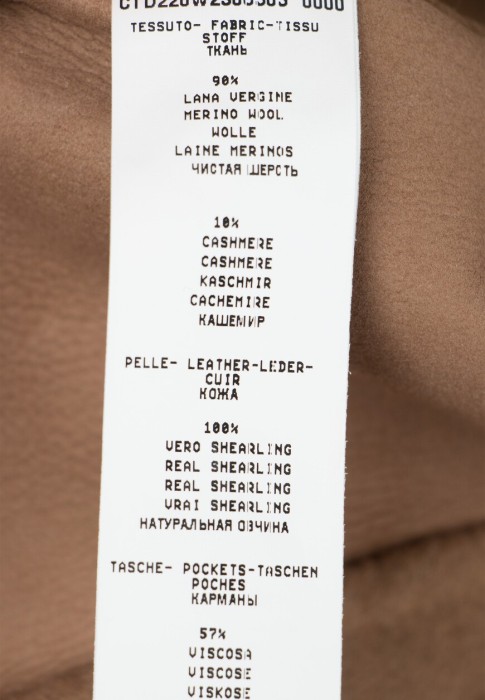 TESSUTO- FABRIC-TISSU
STOFF
ТКАНЬ
90%
LANA VERGINE
MERINO WOOL
WOLLE
LAINE MERINOS
ЧИСТАЯ ШЕРСТЬ
10%
CASHMERE
CASHMERE
KASCHMIR
CACHEMIRE
КАШЕМИР
PELLE- LEATHER-LEDER-
CUIR
КОЖА
100%
VERO SHEARLING
REAL SHEARLING
REAL SHEARLING
VRAI SHEARLING
НАТУРАЛЬНАЯ ОВЧИНА
TASCHE- POCKETS-TASCHEN
POCHES
КАРМАНЫ
57%
VISCOSA
VISCOSE
VISKOSE